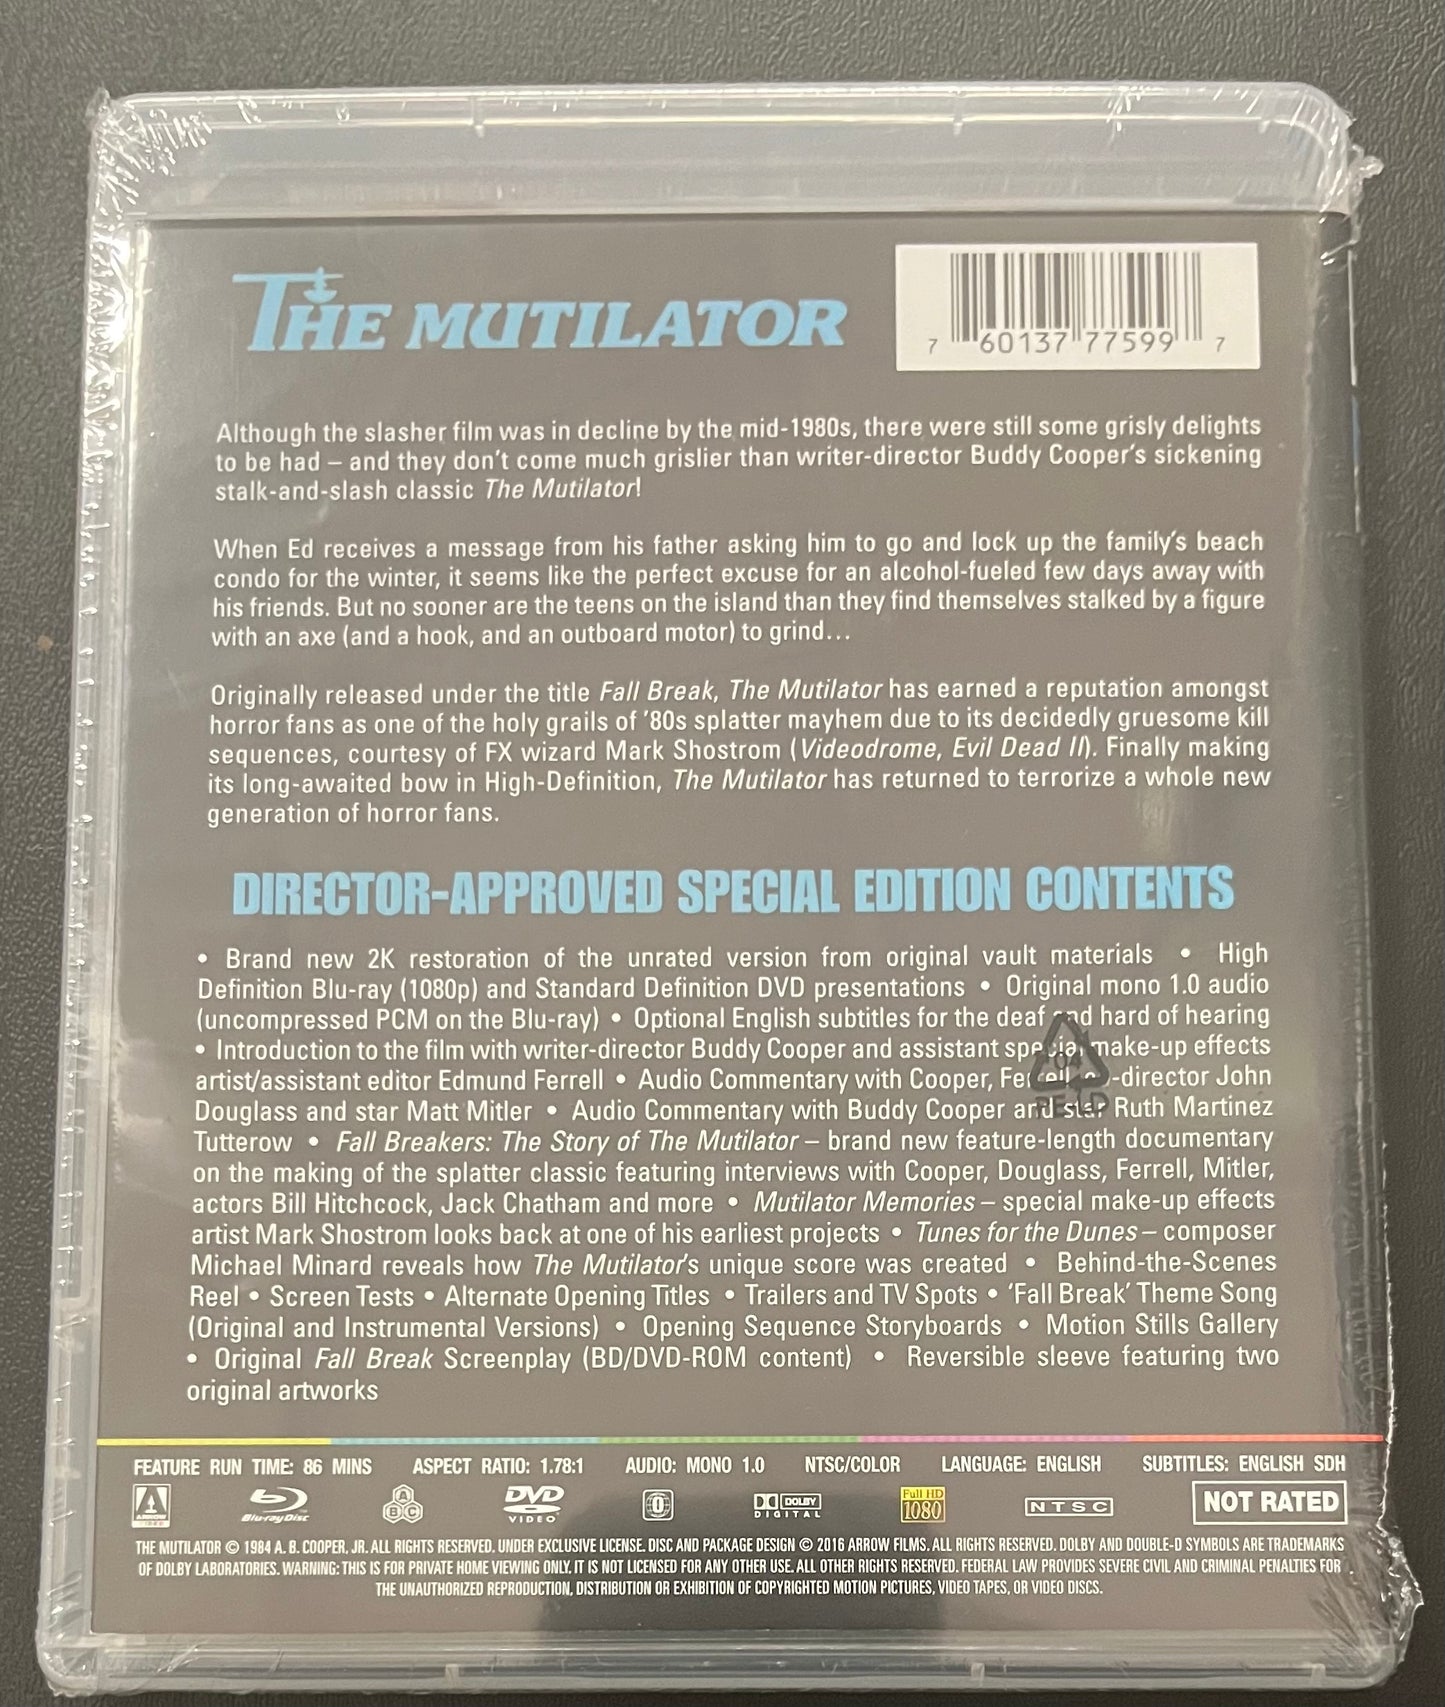 THE MUTILATOR
7 60137 77599 7
Although the slasher film was in decline by the mid-1980s, there were still some grisly delights
to be had – and they don't come much grislier than writer-director Buddy Cooper's sickening
stalk-and-slash classic The Mutilator!
When Ed receives a message from his father asking him to go and lock up the family's beach
condo for the winter, it seems like the perfect excuse for an alcohol-fueled few days away with
his friends. But no sooner are the teens on the island than they find themselves stalked by a figure
with an axe (and a hook, and an outboard motor) to grind...
Originally released under the title Fall Break, The Mutilator has earned a reputation amongst
horror fans as one of the holy grails of '80s splatter mayhem due to its decidedly gruesome kill
sequences, courtesy of FX wizard Mark Shostrom (Videodrome, Evil Dead II). Finally making
its long-awaited bow in High-Definition, The Mutilator has returned to terrorize a whole new
generation of horror fans.
DIRECTOR-APPROVED SPECIAL EDITION CONTENTS
• Brand new 2K restoration of the unrated version from original vault materials • High
Definition Blu-ray (1080p) and Standard Definition DVD presentations • Original mono 1.0 audio
(uncompressed PCM on the Blu-ray) • Optional English subtitles for the deaf and hard of hearing
• Introduction to the film with writer-director Buddy Cooper and assistant special make-up effects
artist/assistant editor Edmund Ferrell • Audio Commentary with Cooper, Ferrell, co-director John
Douglass and star Matt Mitler • Audio Commentary with Buddy Cooper and star Ruth Martinez
Tutterow • Fall Breakers: The Story of The Mutilator – brand new feature-length documentary
on the making of the splatter classic featuring interviews with Cooper, Douglass, Ferrell, Mitler,
actors Bill Hitchcock, Jack Chatham and more • Mutilator Memories – special make-up effects
artist Mark Shostrom looks back at one of his earliest projects • Tunes for the Dunes – composer
Michael Minard reveals how The Mutilator's unique score was created • Behind-the-Scenes
Reel • Screen Tests • Alternate Opening Titles • Trailers and TV Spots • 'Fall Break' Theme Song
(Original and Instrumental Versions) • Opening Sequence Storyboards • Motion Stills Gallery
• Original Fall Break Screenplay (BD/DVD-ROM content) • Reversible sleeve featuring two
original artworks
FEATURE RUN TIME: 86 MINS ASPECT RATIO: 1.78:1 AUDIO: MONO 1.0 NTSC/COLOR LANGUAGE: ENGLISH SUBTITLES: ENGLISH SDH
ARROW Blu-ray Disc A B C DVD VIDEO 0 DOLBY DIGITAL Full HD 1080 NTSC NOT RATED
THE MUTILATOR © 1984 A. B. COOPER, JR. ALL RIGHTS RESERVED. UNDER EXCLUSIVE LICENSE. DISC AND PACKAGE DESIGN © 2016 ARROW FILMS. ALL RIGHTS RESERVED. DOLBY AND DOUBLE-D SYMBOLS ARE TRADEMARKS
OF DOLBY LABORATORIES. WARNING: THIS IS FOR PRIVATE HOME VIEWING ONLY. IT IS NOT LICENSED FOR ANY OTHER USE. ALL OTHER RIGHTS RESERVED. FEDERAL LAW PROVIDES SEVERE CIVIL AND CRIMINAL PENALTIES FOR
THE UNAUTHORIZED REPRODUCTION, DISTRIBUTION OR EXHIBITION OF COPYRIGHTED MOTION PICTURES, VIDEO TAPES, OR VIDEO DISCS.